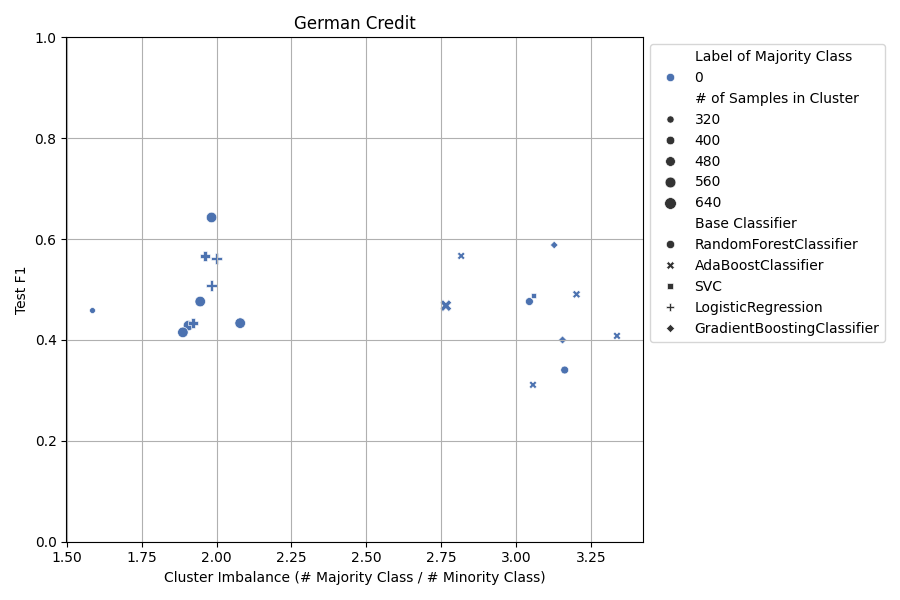 German Credit
1.0
0.8
0.6
0.4
0.2
0.0
Test F1
1.50
1.75
2.00
2.25
2.50
2.75
3.00
3.25
Cluster Imbalance (# Majority Class / # Minority Class)
Label of Majority Class
0
# of Samples in Cluster
320
400
480
560
640
Base Classifier
RandomForestClassifier
AdaBoostClassifier
SVC
LogisticRegression
GradientBoostingClassifier